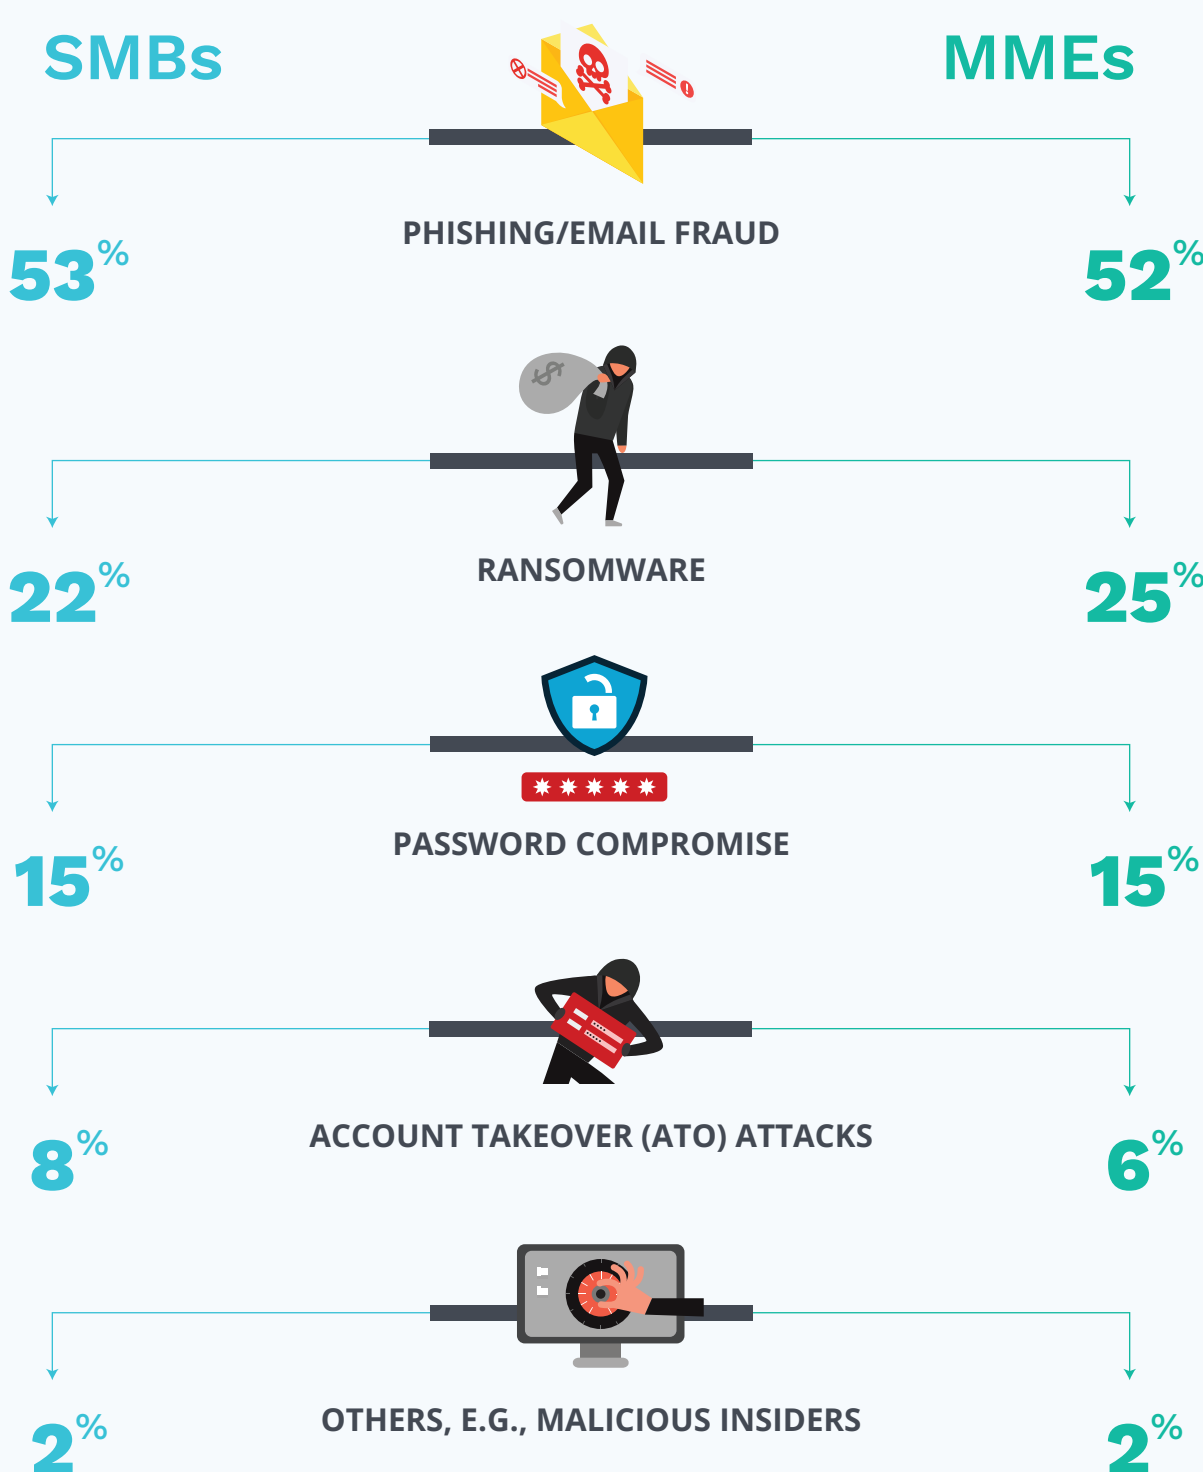 SMBs
MMEs
PHISHING/EMAIL FRAUD
53%
52%
$
RANSOMWARE
22%
25%
PASSWORD COMPROMISE
15%
15%
ACCOUNT TAKEOVER (ATO) ATTACKS
8%
6%
OTHERS, E.G., MALICIOUS INSIDERS
2%
2%